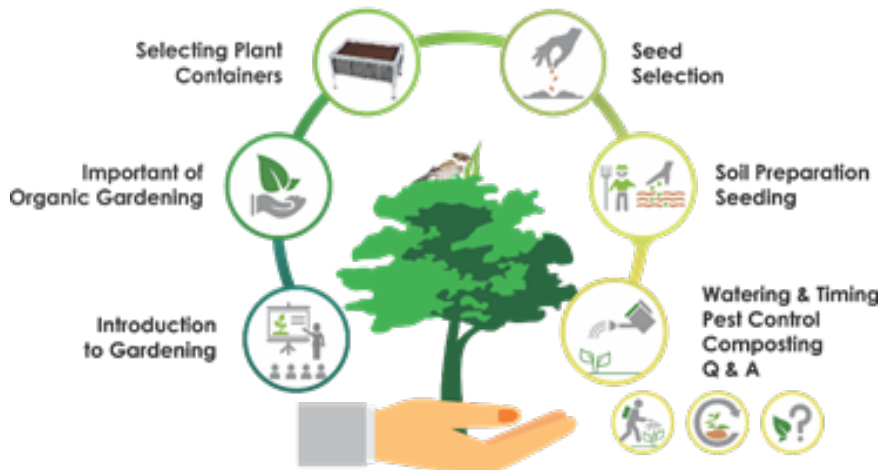 Selecting Plant
Containers
Seed
Selection
Important of
Organic Gardening
Soil Preparation
Seeding
Introduction
to Gardening
Watering & Timing
Pest Control
Composting
Q & A